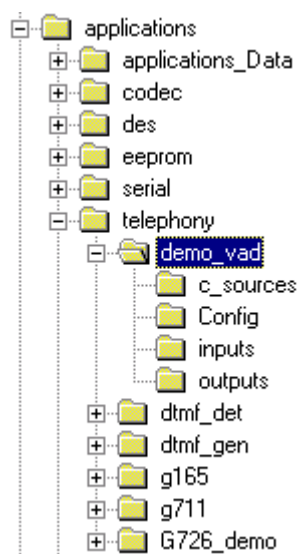 applications
applications_Data
codec
des
eeprom
serial
telephony
demo_vad
c_sources
Config
inputs
outputs
dtmf_det
dtmf_gen
g165
g711
G726_demo